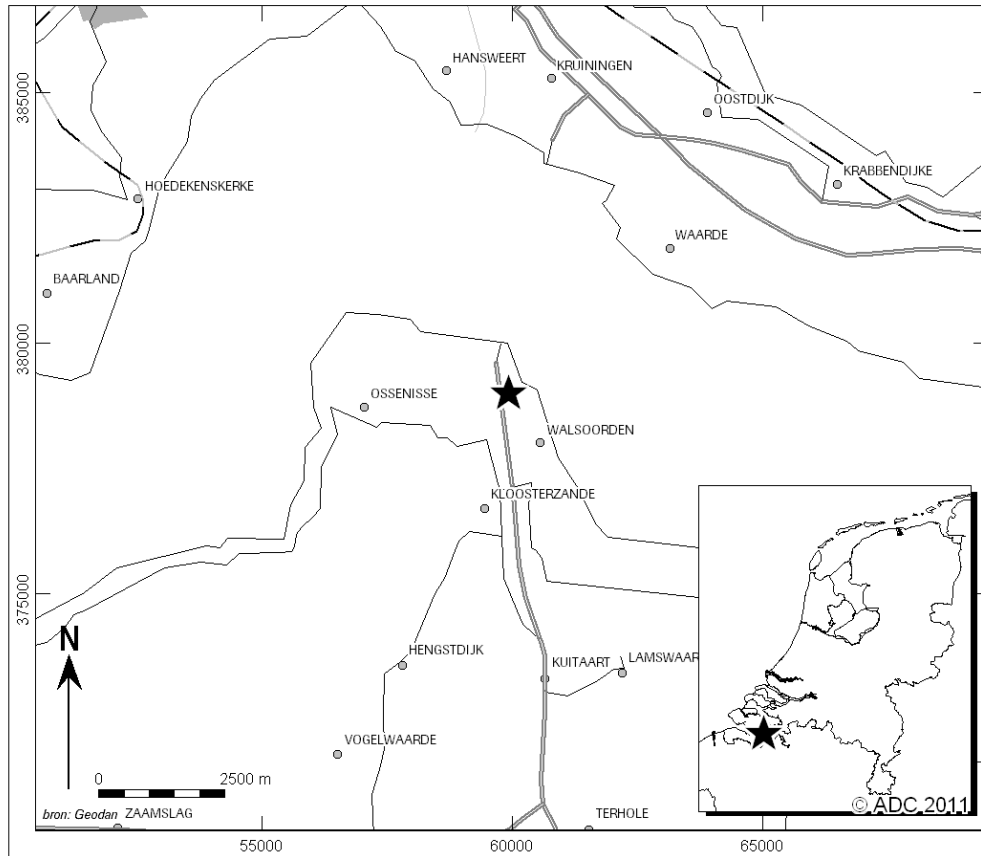 HANSWEERT
KRUININGEN
385000
OOSTDIJK
KRABBENDIJKE
HOEDEKENSKERKE
WAARDE
BAARLAND
380000
OSSENISSE
WALSOORDEN
KLOOSTERZANDE
375000
N
HENGSTDIJK
KUITAART
LAMSWAAR
VOGELWAARDE
0 2500 m
bron: Geodan
ZAAMSLAG
TERHOLE
© ADC 2011
55000 60000 65000